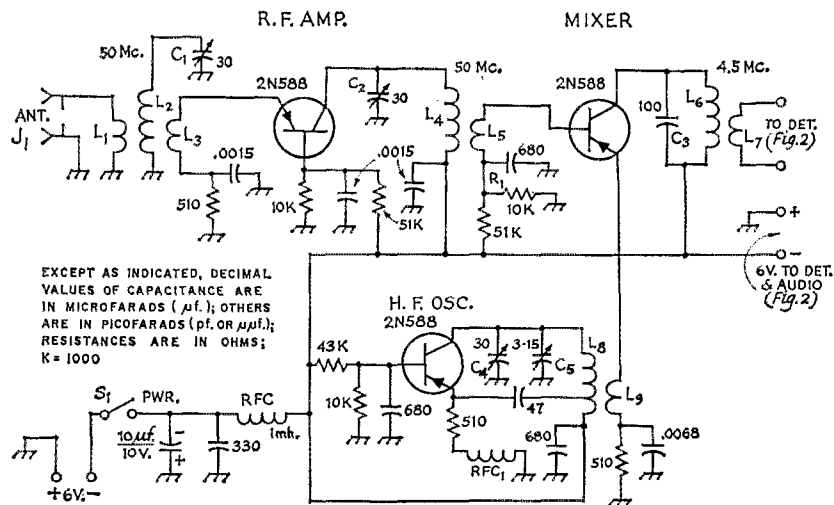 R.F. AMP.
MIXER
50 Mc.
C1
30
2N588
C2
30
50 Mc.
2N588
4.5 Mc.
ANT.
J1
L1
L2
L3
L4
L5
100
C3
L6
L7
TO DET.
(Fig.2)
.0015
510
10K
.0015
51K
680
R1
10K
51K
+
-
6V. TO DET.
& AUDIO
(Fig.2)
EXCEPT AS INDICATED, DECIMAL
VALUES OF CAPACITANCE ARE
IN MICROFARADS (µf.); OTHERS
ARE IN PICOFARADS (pf. OR µµf.);
RESISTANCES ARE IN OHMS;
K=1000
H.F. OSC.
2N588
43K
30
C4
3-15
C5
L8
L9
10K
680
510
47
RFC1
680
510
.0068
S1
PWR.
RFC
1mh.
10µf.
10V.
-
+
330
+6V.-